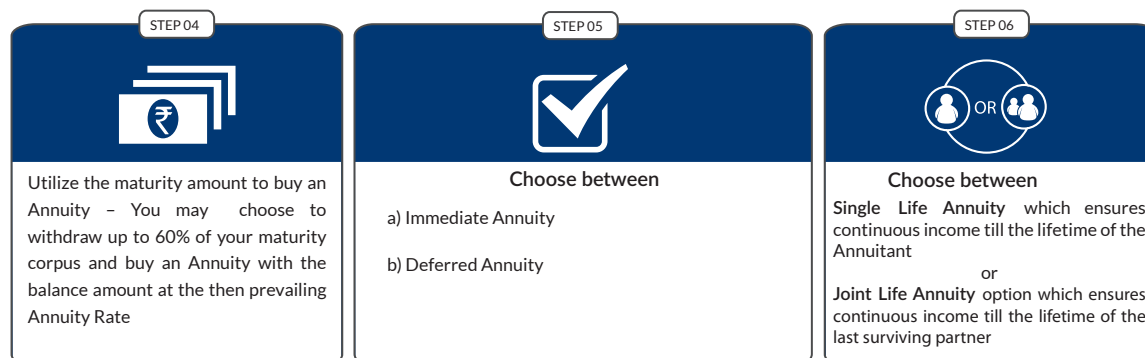 STEP 04
Utilize the maturity amount to buy an
Annuity – You may choose to
withdraw up to 60% of your maturity
corpus and buy an Annuity with the
balance amount at the then prevailing
Annuity Rate
STEP 05
Choose between
a) Immediate Annuity
b) Deferred Annuity
STEP 06
OR
Choose between
Single Life Annuity which ensures
continuous income till the lifetime of the
Annuitant
or
Joint Life Annuity option which ensures
continuous income till the lifetime of the
last surviving partner